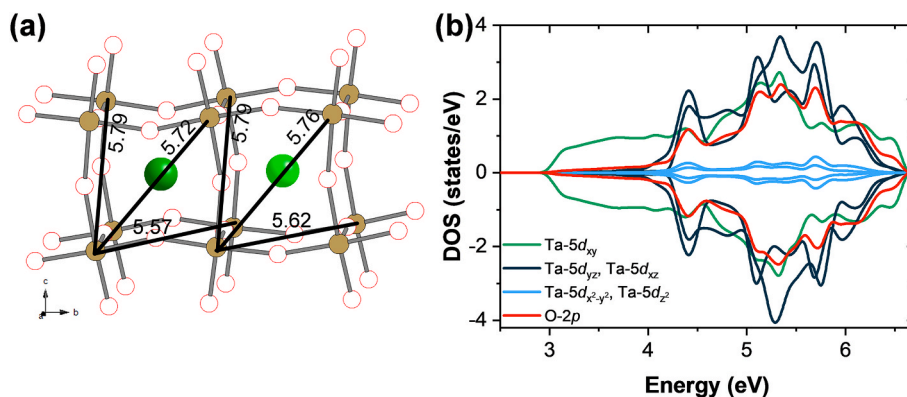 (a)
5.79
5.72
5.79
5.76
5.57
5.62
c
a
b
(b)
DOS (states/eV)
4
2
0
-2
-4
Ta-5dxy
Ta-5dyz, Ta-5dxz
Ta-5dx²-y², Ta-5dz²
O-2p
3
4
5
6
Energy (eV)